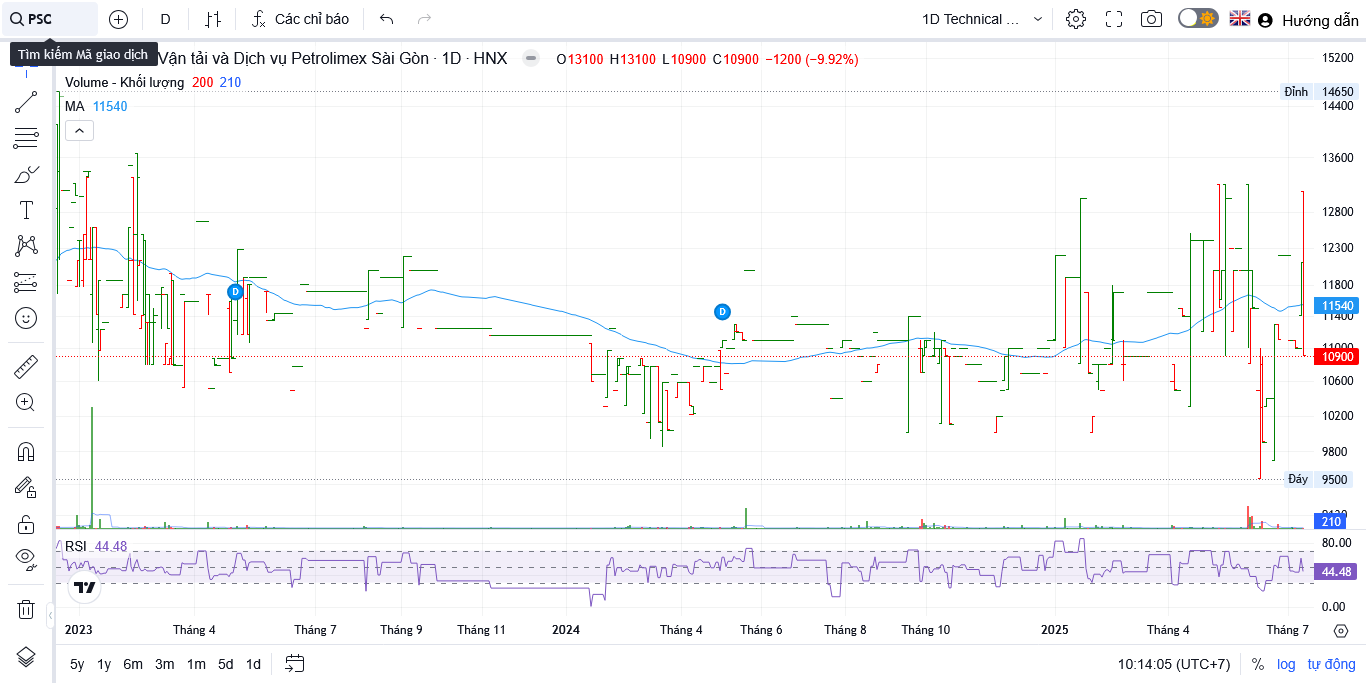 PSC
D
Các chỉ báo
1D Technical ...
Hướng dẫn
Tìm kiếm Mã giao dịch
Vận tải và Dịch vụ Petrolimex Sài Gòn · 1D · HNX
O13100 H13100 L10900 C10900 −1200 (−9.92%)
Volume - Khối lượng 200 210
MA 11540
15200
Đỉnh 14650
14400
13600
12800
12300
11800
11540
11400
11000
10900
10600
10200
9800
Đáy 9500
210
D
D
RSI 44.48
80.00
44.48
0.00
2023 Tháng 4 Tháng 7 Tháng 9 Tháng 11 2024 Tháng 4 Tháng 6 Tháng 8 Tháng 10 2025 Tháng 4 Tháng 7
5y 1y 6m 3m 1m 5d 1d
10:14:05 (UTC+7) % log tự động